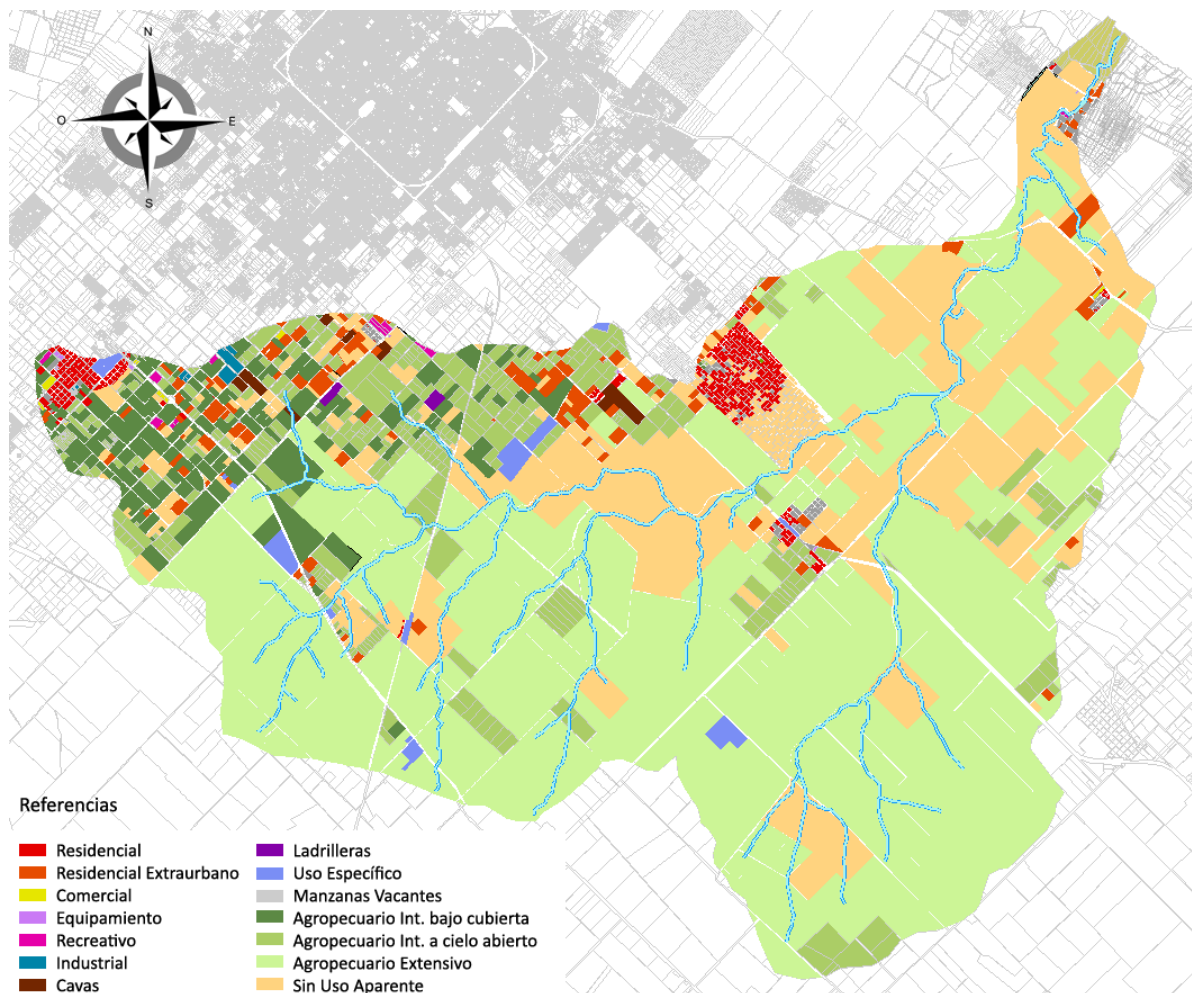 N
O
E
S
Referencias
Residencial
Residencial Extraurbano
Comercial
Equipamiento
Recreativo
Industrial
Cavas
Ladrilleras
Uso Específico
Manzanas Vacantes
Agropecuario Int. bajo cubierta
Agropecuario Int. a cielo abierto
Agropecuario Extensivo
Sin Uso Aparente